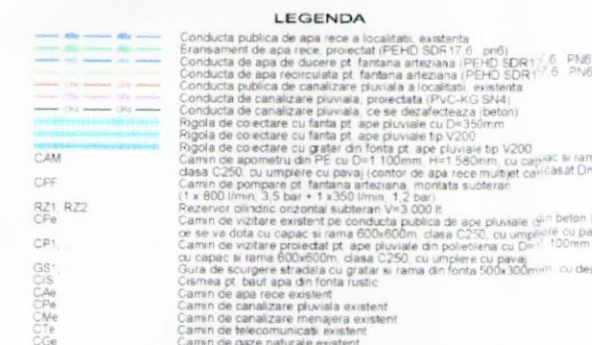 LEGENDA
Conducta publica de apa rece a localitatii, existenta
Bransament de apa rece, proiectat (PEHD SDR17,6 pn6)
Conducta de apa de ducere pt. fantana arteziana (PEHD SDR17,6 PN6
Conducta de apa recirculata pt. fantana arteziana (PEHD SDR17,6 PN6
Conducta publica de canalizare pluviala a localitatii existenta
Conducta de canalizare pluviala, proiectata (PVC-KG SN4)
Conducta de canalizare pluviala, ce se dezafecteaza (beton)
Rigola de colectare cu fanta pt. ape pluviale cu D=350mm
Rigola de colectare cu fanta pt. ape pluviale tip V200
Rigola de colectare cu gratar din fonta pt. ape pluviale tip V200
CAM Camin de apometru din PE cu D=1.100mm, H=1.580mm, cu capac si ram
clasa C250, cu umplere cu pavaj (contor de apa rece multijet
CPF Camin de pompare pt. fantana arteziana, montata subteran
(1 x 800 l/min; 3,5 bar + 1 x 350 l/min; 1,2 bar)
RZ1, RZ2 Rezervor cilindric orizontal subteran V=3.000 lt
CPe Camin de vizitare existent pe conducta publica de ape pluviale din beton
ce se va dota cu capac si rama 600x600m, clasa C250, cu umplere cu pa
CP1, Camin de vizitare proiectat pt. ape pluviale din polietilena cu D=1.100mm
cu capac si rama 600x600m, clasa C250, cu umplere cu pavaj
GS1, Gura de scurgere stradala cu gratar si rama din fonta 500x300mm, cu dep
CIS Cismea pt. baut apa din fonta rustic
CAe Camin de apa rece existent
CPe Camin de canalizare pluviala existent
CMe Camin de canalizare menajera existent
CTe Camin de telecomunicatii existent
CGe Camin de gaze naturale existent